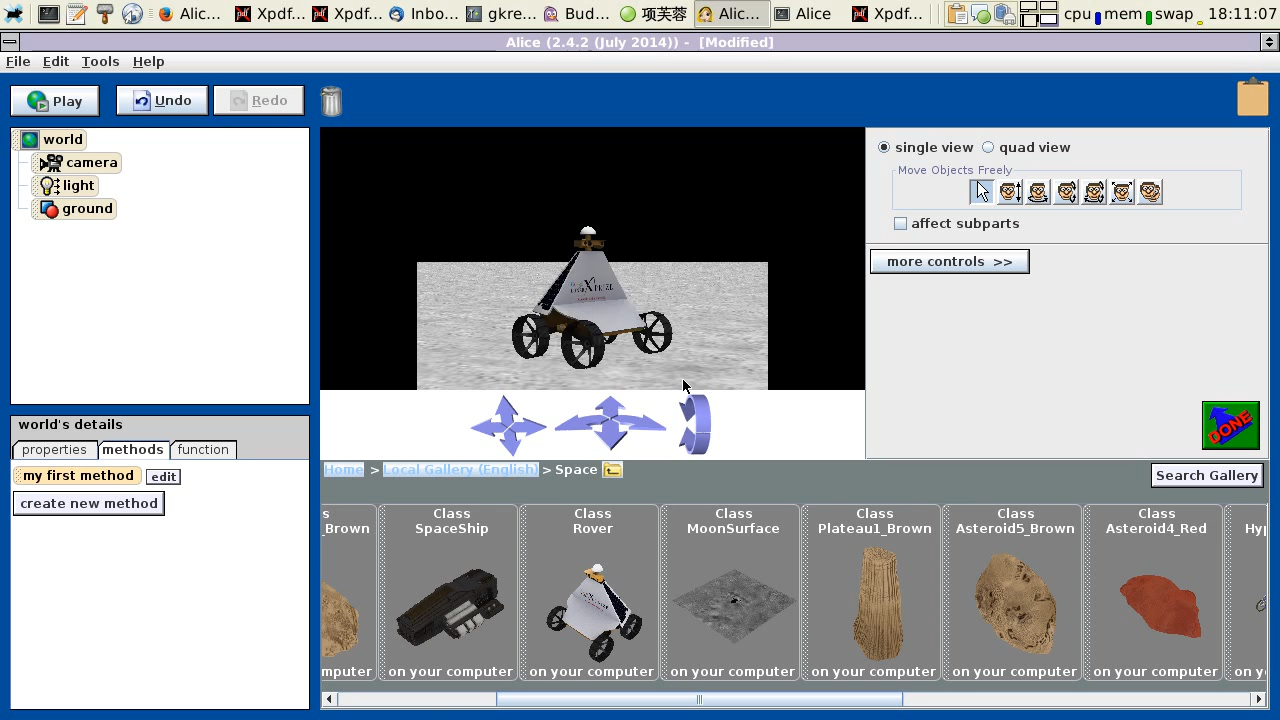 Alic... Xpdf... Xpdf... Inbo... gkne... Bud... 项芙蓉 Alic... Alice Xpdf... cpu mem swap 18:11:07
Alice (2.4.2 (July 2014)) - [Modified]
File Edit Tools Help
Play Undo Redo
world
camera
light
ground
single view quad view
Move Objects Freely
affect subparts
more controls >>
DONE
world's details
properties methods function
my first method edit
create new method
Home > Local Gallery (English) > Space
Search Gallery
s
_Brown
mputer
Class
SpaceShip
on your computer
Class
Rover
on your computer
Class
MoonSurface
on your computer
Class
Plateau1_Brown
on your computer
Class
Asteroid5_Brown
on your computer
Class
Asteroid4_Red
on your computer
Hyp
on y